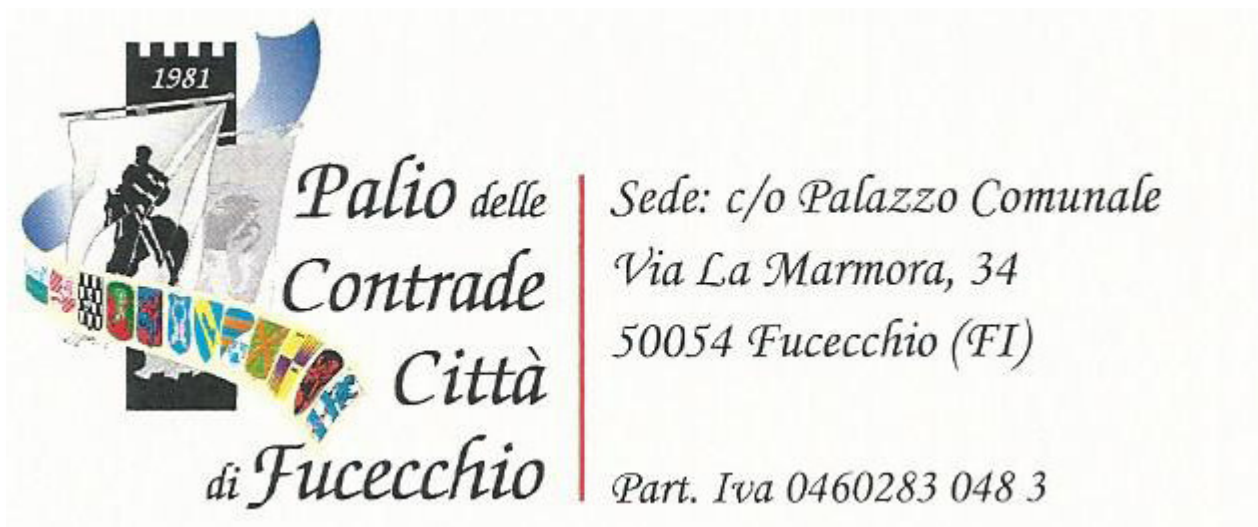 1981
Palio delle
Contrade
Città
di Fucecchio
Sede: c/o Palazzo Comunale
Via La Marmora, 34
50054 Fucecchio (FI)
Part. Iva 0460283 048 3